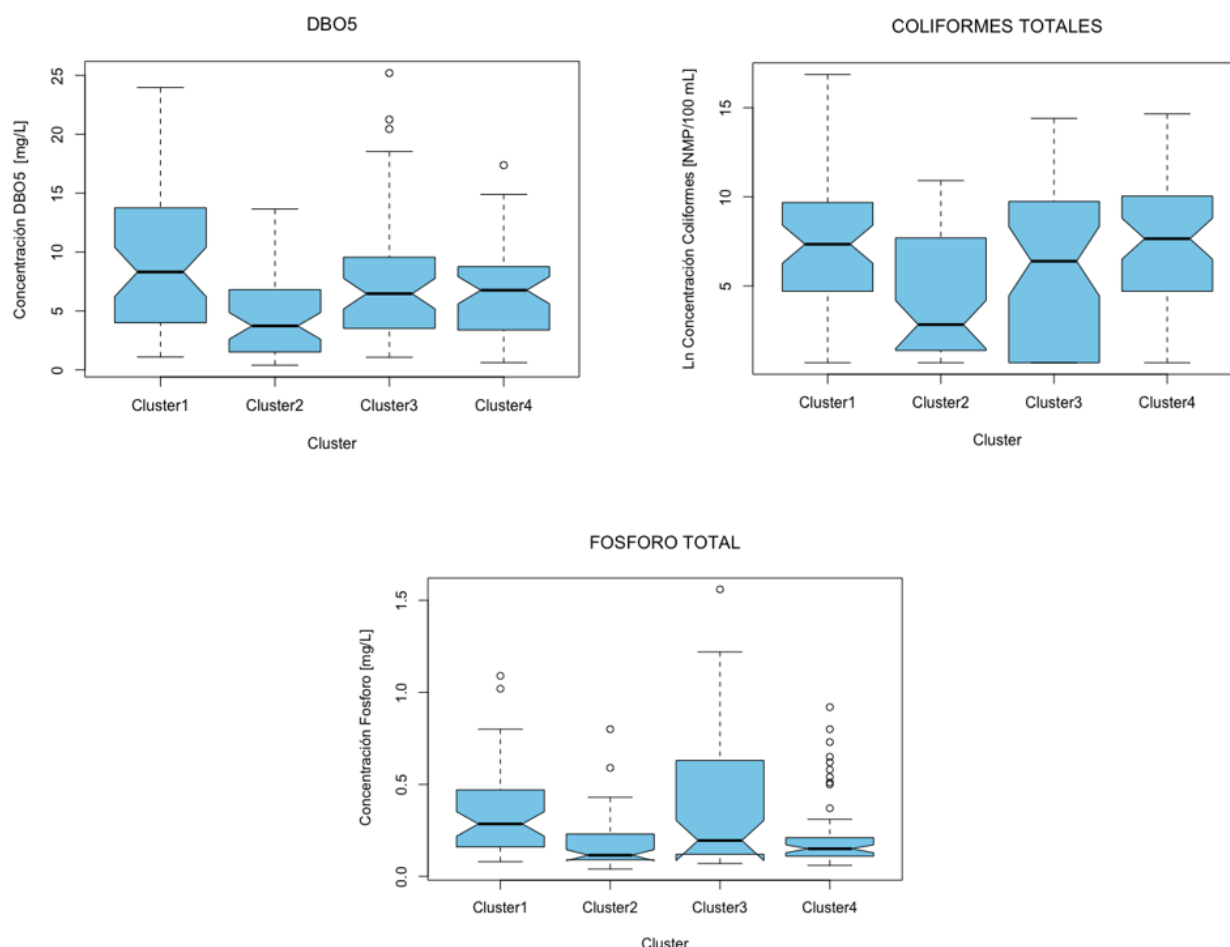 DBO5
Concentración DBO5 [mg/L]
25
20
15
10
5
0
Cluster1 Cluster2 Cluster3 Cluster4
Cluster
COLIFORMES TOTALES
Ln Concentración Coliformes [NMP/100 mL]
15
10
5
Cluster1 Cluster2 Cluster3 Cluster4
Cluster
FOSFORO TOTAL
Concentración Fosforo [mg/L]
1.5
1.0
0.5
0.0
Cluster1 Cluster2 Cluster3 Cluster4
Cluster